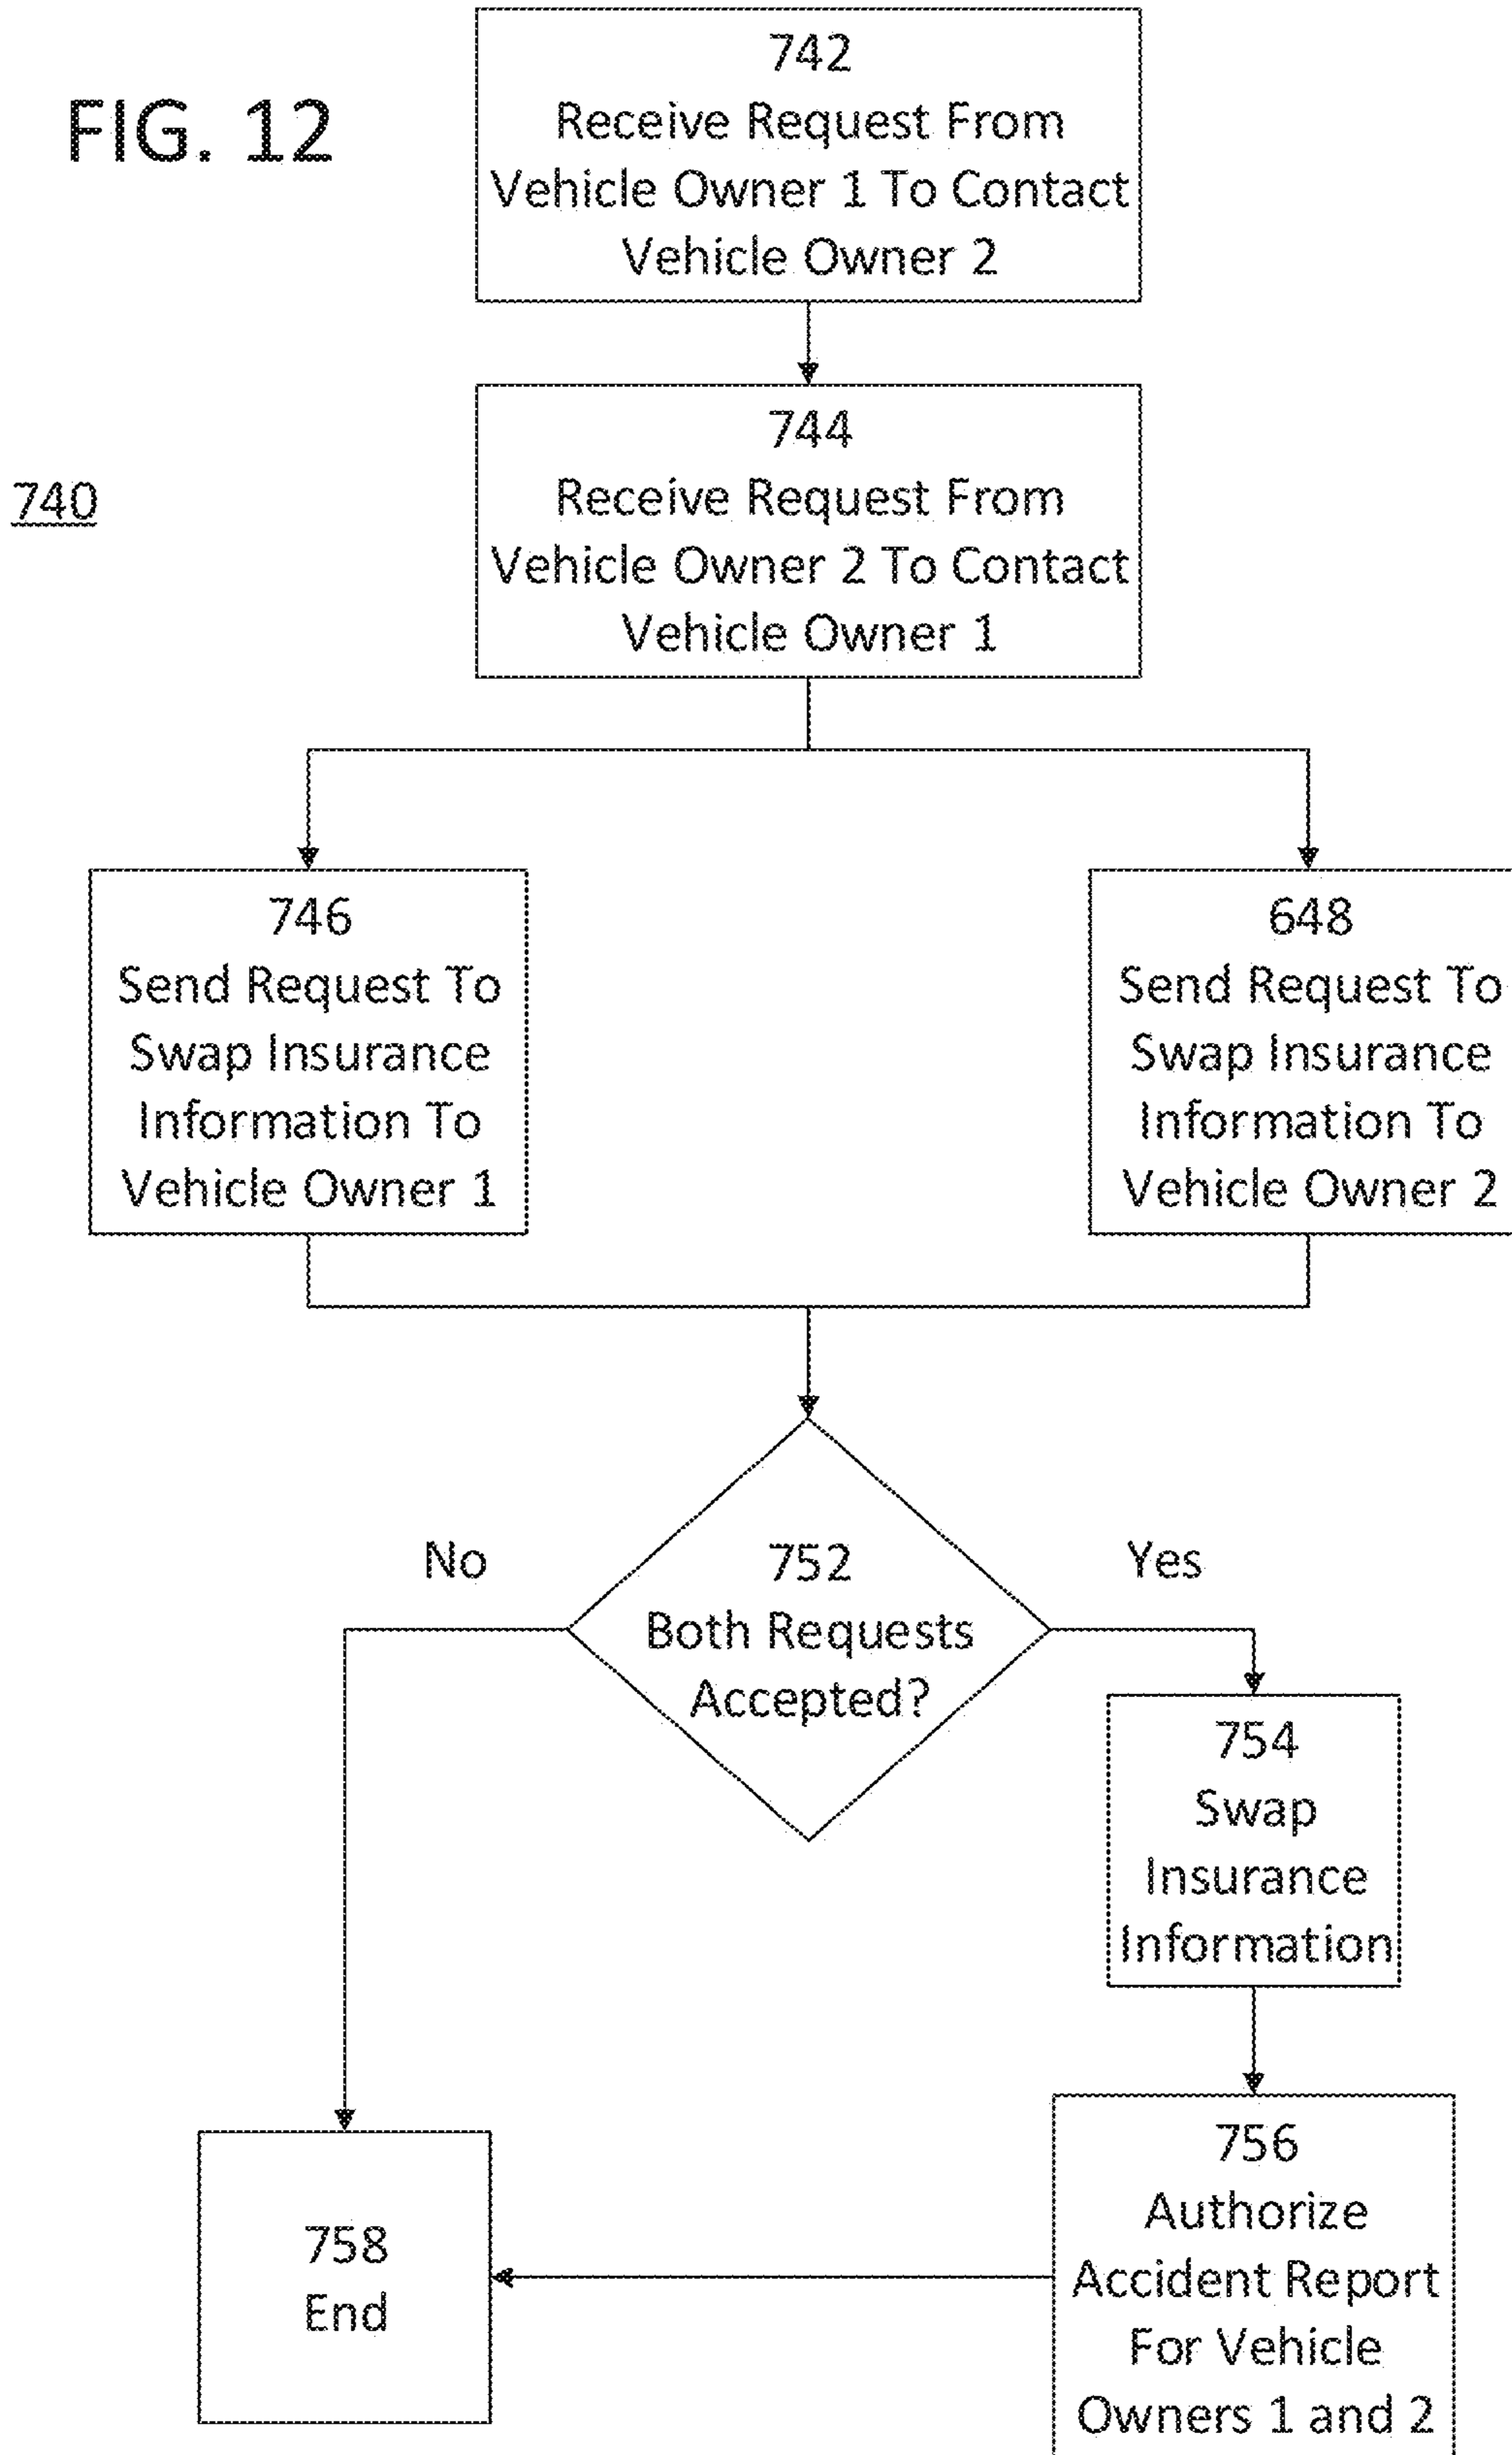 FIG. 12
742
Receive Request From
Vehicle Owner 1 To Contact
Vehicle Owner 2
740
744
Receive Request From
Vehicle Owner 2 To Contact
Vehicle Owner 1
746
Send Request To
Swap Insurance
Information To
Vehicle Owner 1
648
Send Request To
Swap Insurance
Information To
Vehicle Owner 2
No
752
Both Requests
Accepted?
Yes
754
Swap
Insurance
Information
756
Authorize
Accident Report
For Vehicle
Owners 1 and 2
758
End